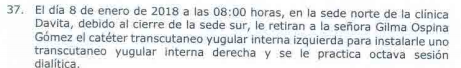 37. El día 8 de enero de 2018 a las 08:00 horas, en la sede norte de la clínica
Davita, debido al cierre de la sede sur, le retiran a la señora Gilma Ospina
Gómez el catéter transcutaneo yugular interna izquierda para instalarle uno
transcutaneo yugular interna derecha y se le practica octava sesión
dialítica.